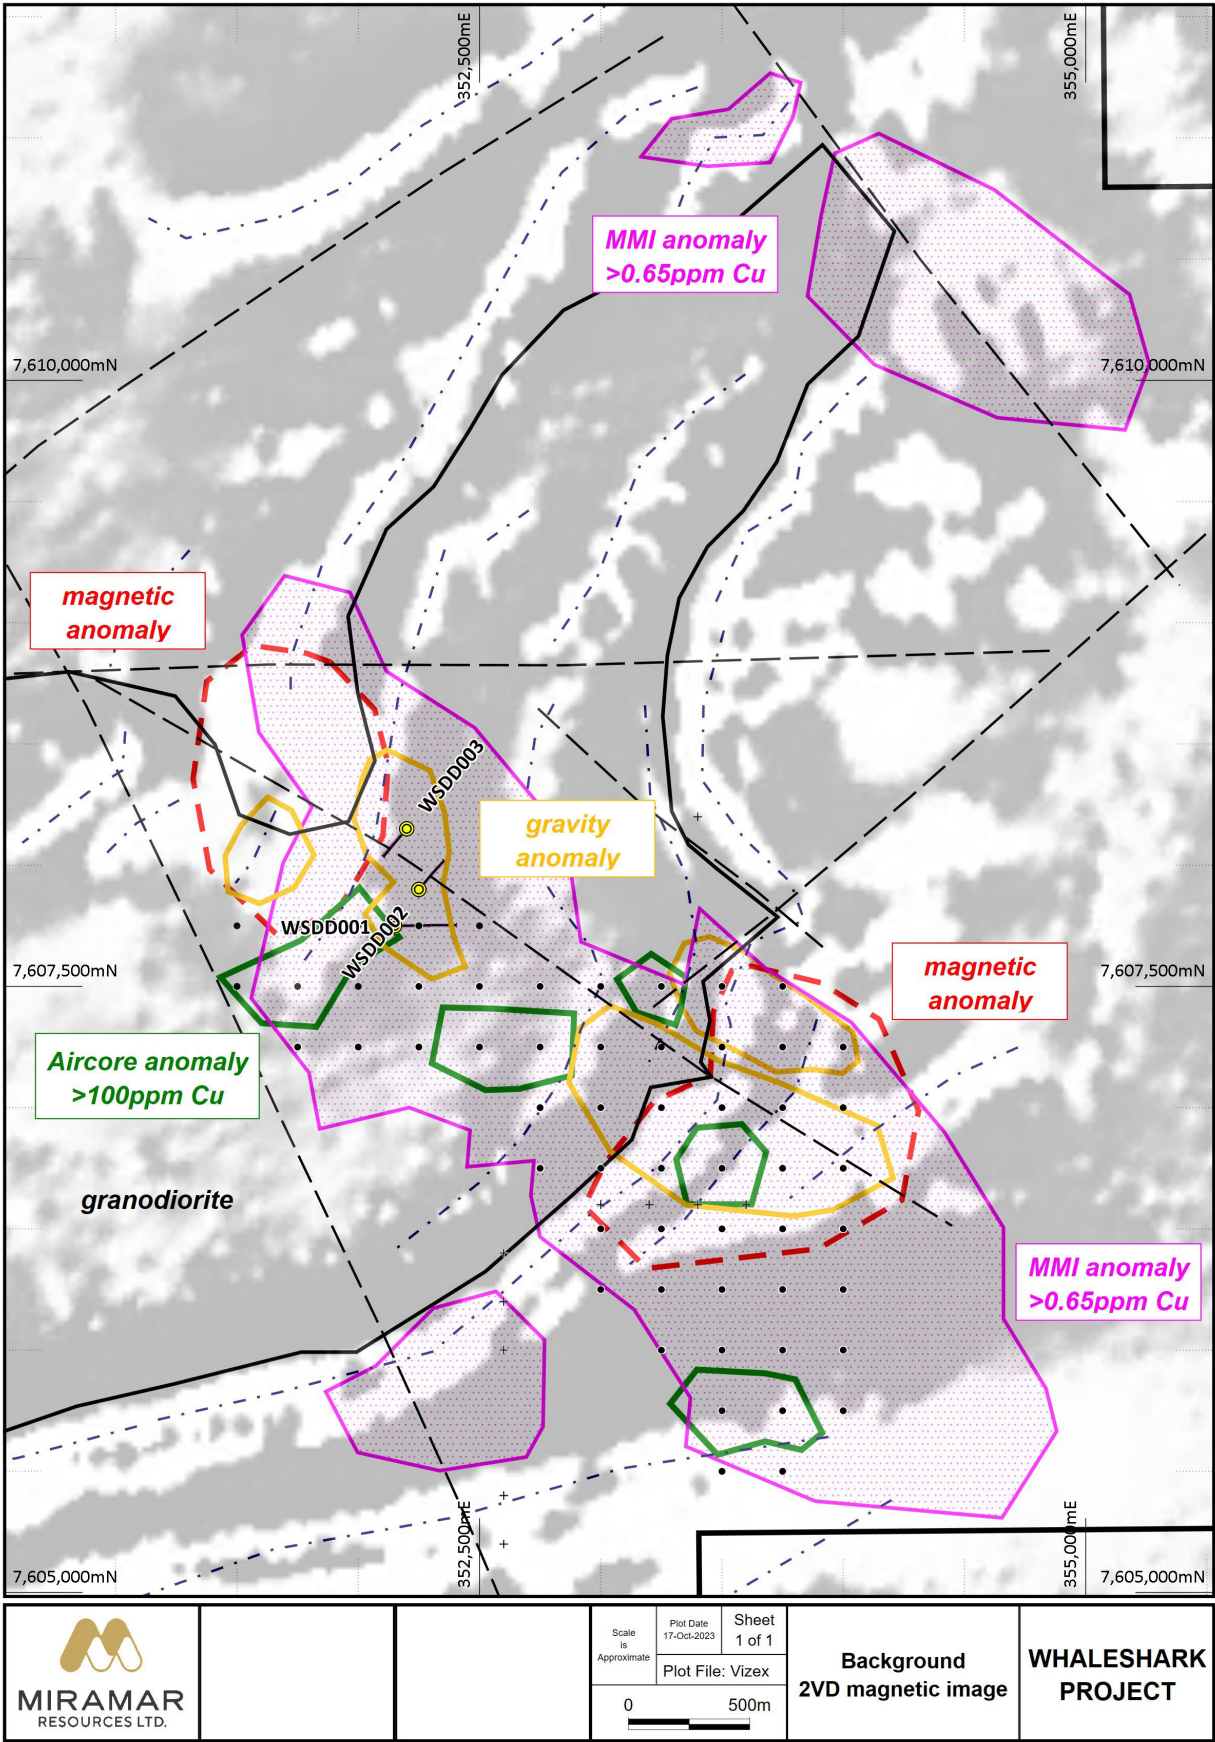 352,500mE
355,000mE
MMI anomaly
>0.65ppm Cu
7,610,000mN
7,610,000mN
magnetic
anomaly
WSDD003
gravity
anomaly
WSDD001
WSDD002
7,607,500mN
magnetic
anomaly
7,607,500mN
Aircore anomaly
>100ppm Cu
granodiorite
MMI anomaly
>0.65ppm Cu
352,500mE
355,000mE
7,605,000mN
7,605,000mN
MIRAMAR
RESOURCES LTD.
Scale
is
Approximate
Plot Date
17-Oct-2023
Sheet
1 of 1
Plot File: Vizex
0 500m
Background
2VD magnetic image
WHALESHARK
PROJECT